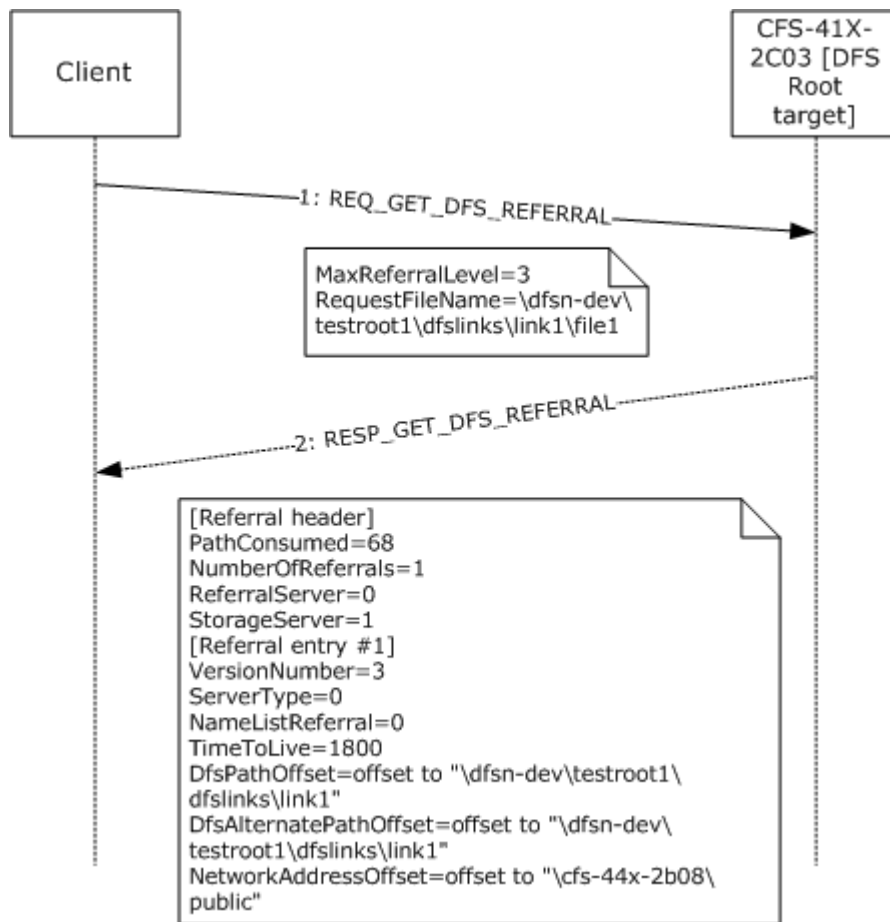 Client
CFS-41X-
2C03 [DFS
Root
target]
1: REQ_GET_DFS_REFERRAL
MaxReferralLevel=3
RequestFileName=\dfsn-dev\
testroot1\dfslinks\link1\file1
2: RESP_GET_DFS_REFERRAL
[Referral header]
PathConsumed=68
NumberOfReferrals=1
ReferralServer=0
StorageServer=1
[Referral entry #1]
VersionNumber=3
ServerType=0
NameListReferral=0
TimeToLive=1800
DfsPathOffset=offset to "\dfsn-dev\testroot1\
dfslinks\link1"
DfsAlternatePathOffset=offset to "\dfsn-dev\
testroot1\dfslinks\link1"
NetworkAddressOffset=offset to "\cfs-44x-2b08\
public"